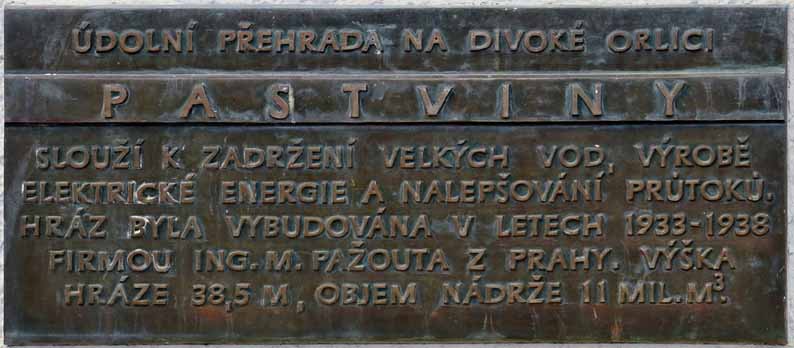 ÚDOLNÍ PŘEHRADA NA DIVOKÉ ORLICI
PASTVINY
SLOUŽÍ K ZADRŽENÍ VELKÝCH VOD, VÝROBĚ
ELEKTRICKÉ ENERGIE A NALEPŠOVÁNÍ PRŮTOKŮ.
HRÁZ BYLA VYBUDOVÁNA V LETECH 1933-1938
FIRMOU ING. M. PAŽOUTA Z PRAHY. VÝŠKA
HRÁZE 38,5 M, OBJEM NÁDRŽE 11 MIL. M³.